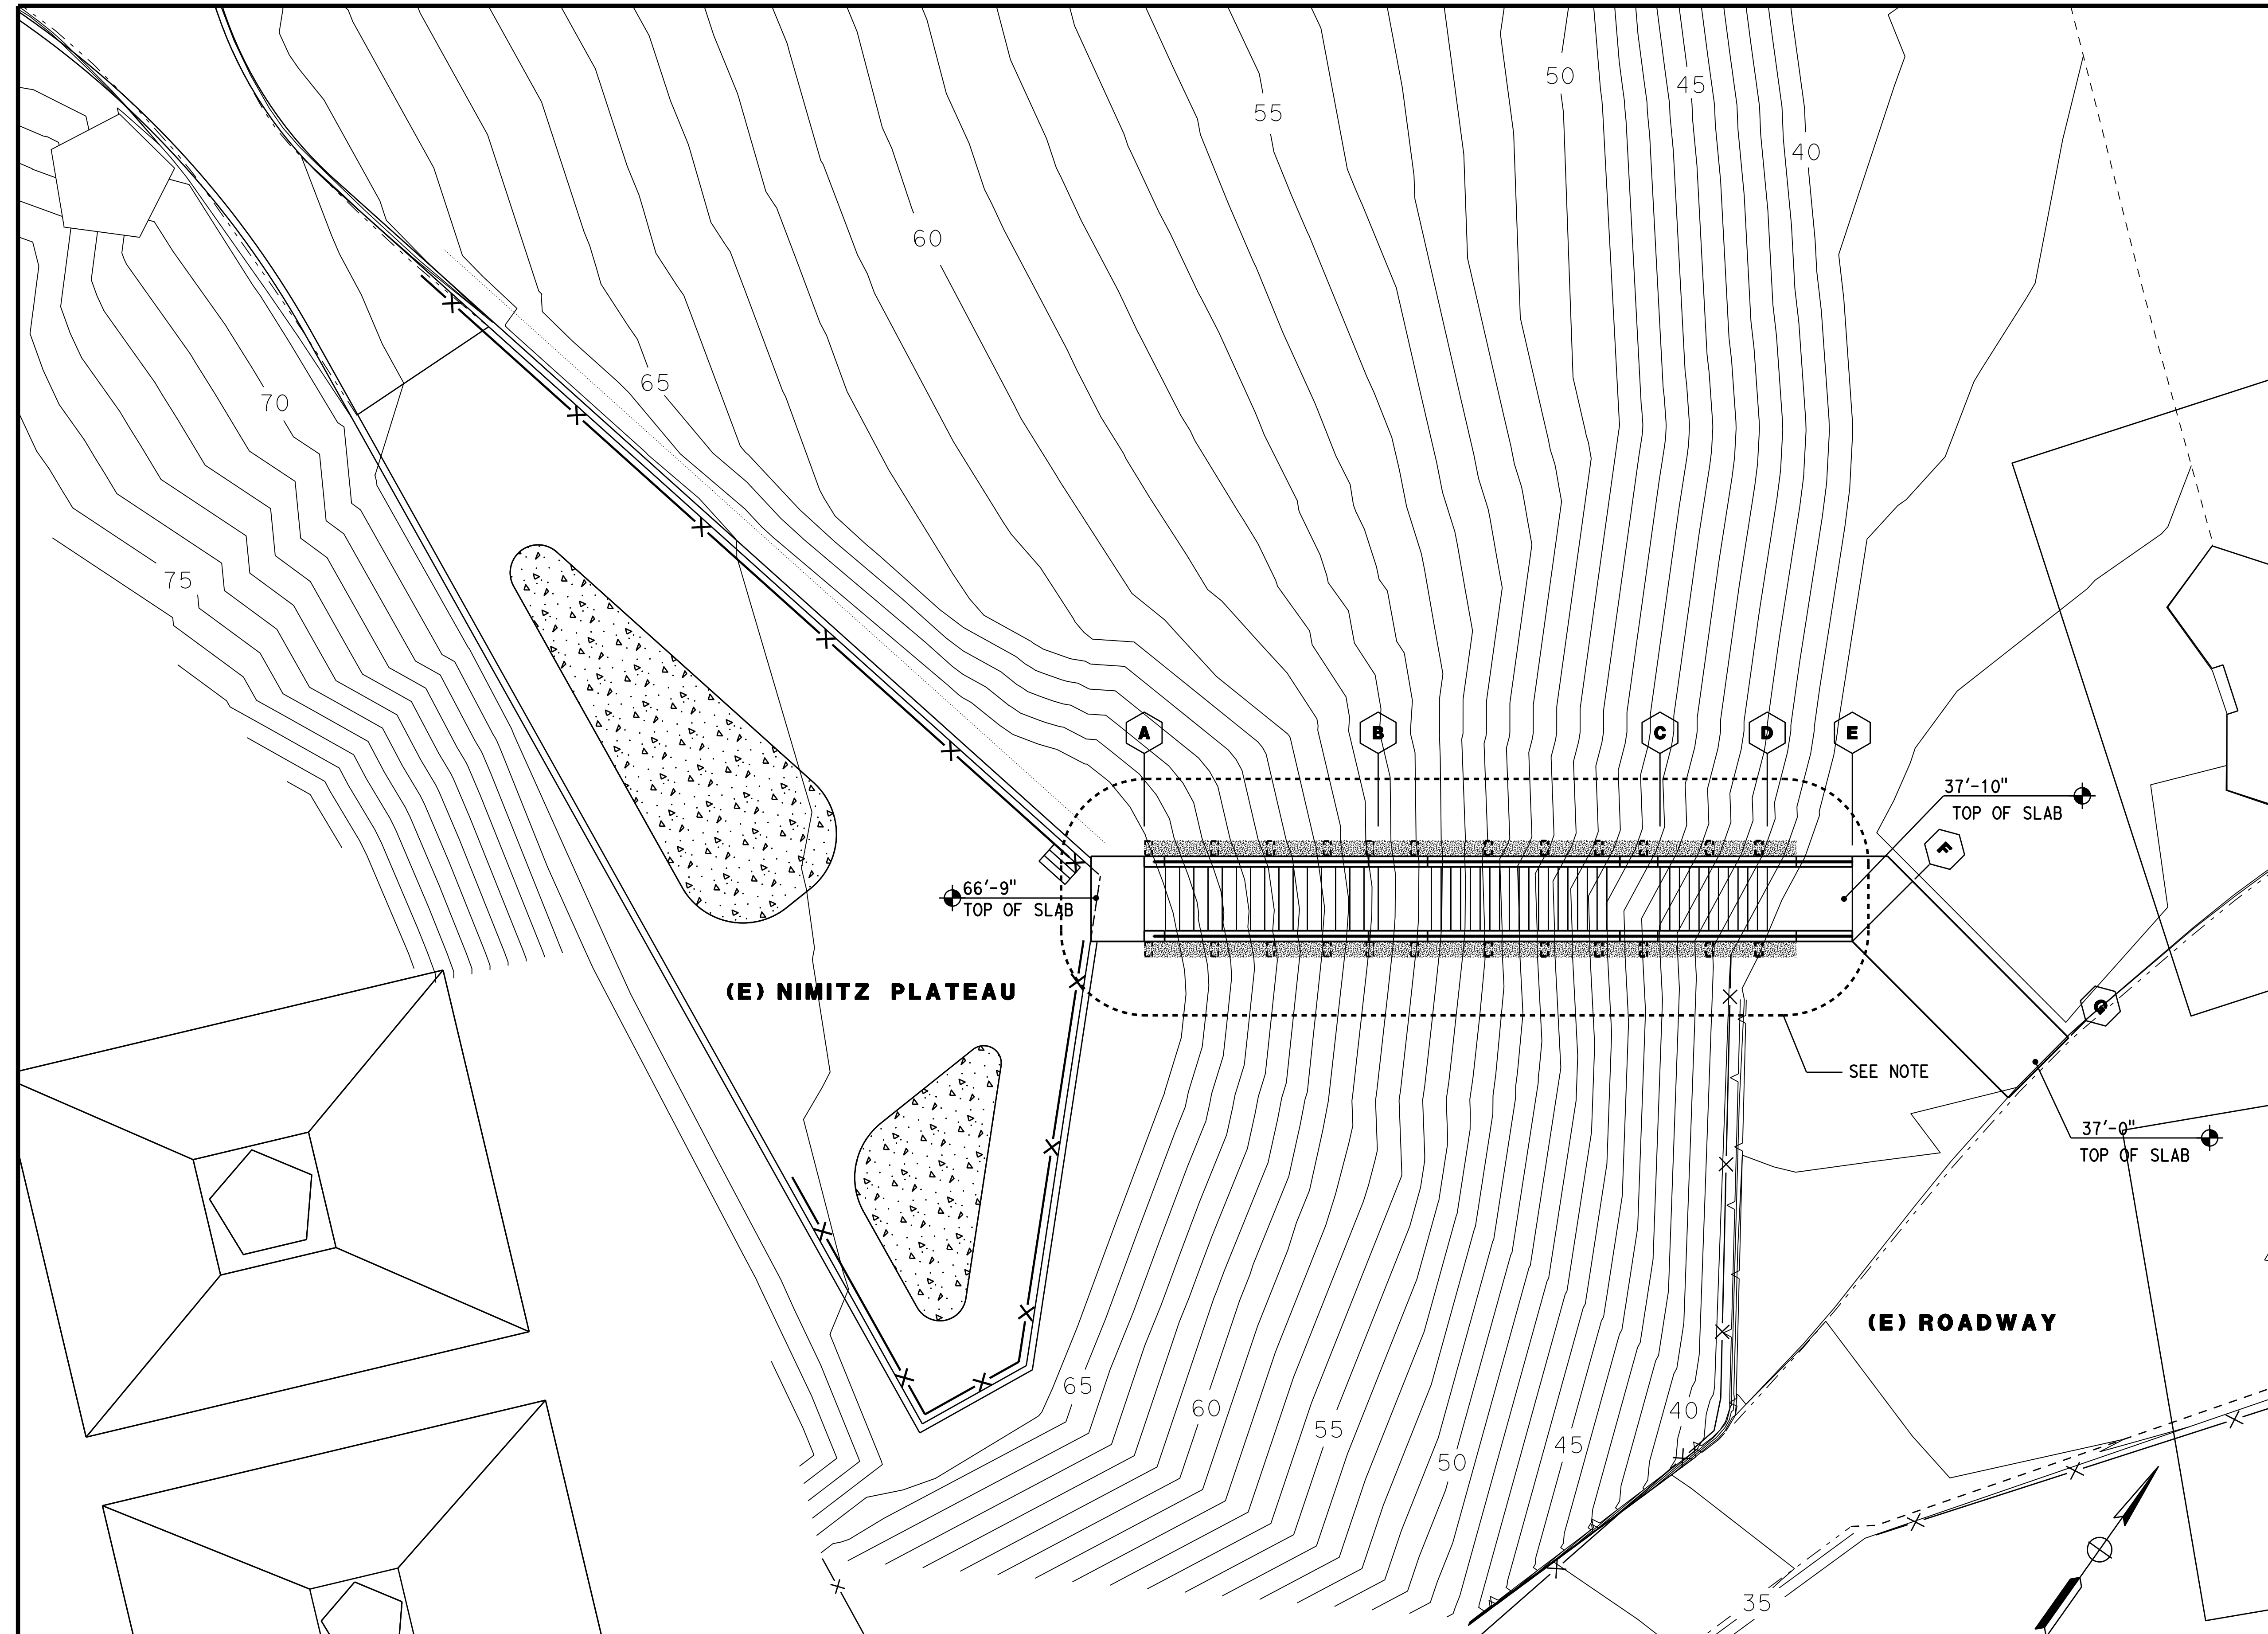 50
45
55
40
60
65
70
75
A
B
C
D
E
37'-10"
TOP OF SLAB
F
66'-9"
TOP OF SLAB
(E) NIMITZ PLATEAU
G
SEE NOTE
37'-0"
TOP OF SLAB
(E) ROADWAY
65
60
55
50
45
40
35